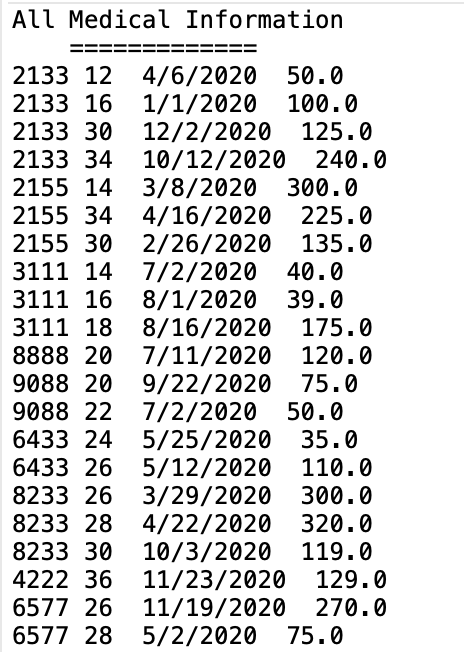 All Medical Information
=============
2133 12  4/6/2020  50.0
2133 16  1/1/2020  100.0
2133 30  12/2/2020  125.0
2133 34  10/12/2020  240.0
2155 14  3/8/2020  300.0
2155 34  4/16/2020  225.0
2155 30  2/26/2020  135.0
3111 14  7/2/2020  40.0
3111 16  8/1/2020  39.0
3111 18  8/16/2020  175.0
8888 20  7/11/2020  120.0
9088 20  9/22/2020  75.0
9088 22  7/2/2020  50.0
6433 24  5/25/2020  35.0
6433 26  5/12/2020  110.0
8233 26  3/29/2020  300.0
8233 28  4/22/2020  320.0
8233 30  10/3/2020  119.0
4222 36  11/23/2020  129.0
6577 26  11/19/2020  270.0
6577 28  5/2/2020  75.0